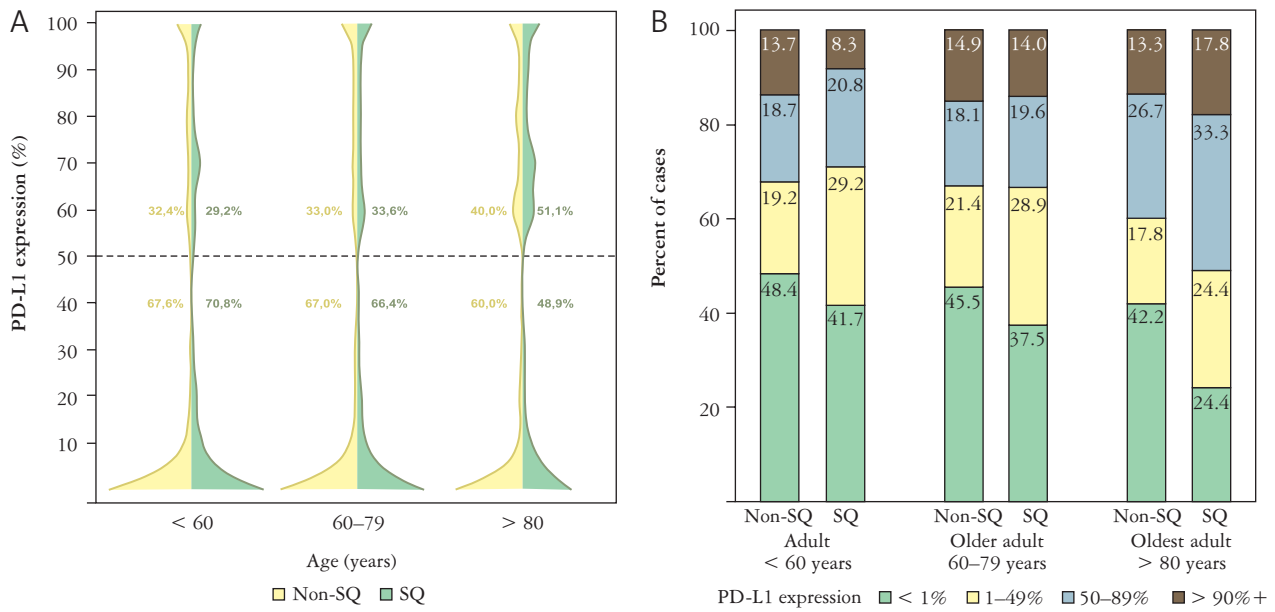 A
PD-L1 expression (%)
100
90
80
70
60
50
40
30
20
10
32,4% 29,2% 33,0% 33,6% 40,0% 51,1%
67,6% 70,8% 67,0% 66,4% 60,0% 48,9%
< 60 60–79 > 80
Age (years)
Non-SQ SQ
B
Percent of cases
100
80
60
40
20
13.7 8.3 14.9 14.0 13.3 17.8
18.7 20.8 18.1 19.6 26.7 33.3
19.2 29.2 21.4 28.9 17.8 24.4
48.4 41.7 45.5 37.5 42.2 24.4
Non-SQ SQ Non-SQ SQ Non-SQ SQ
Adult Older adult Oldest adult
< 60 years 60–79 years > 80 years
PD-L1 expression < 1% 1–49% 50–89% > 90%+